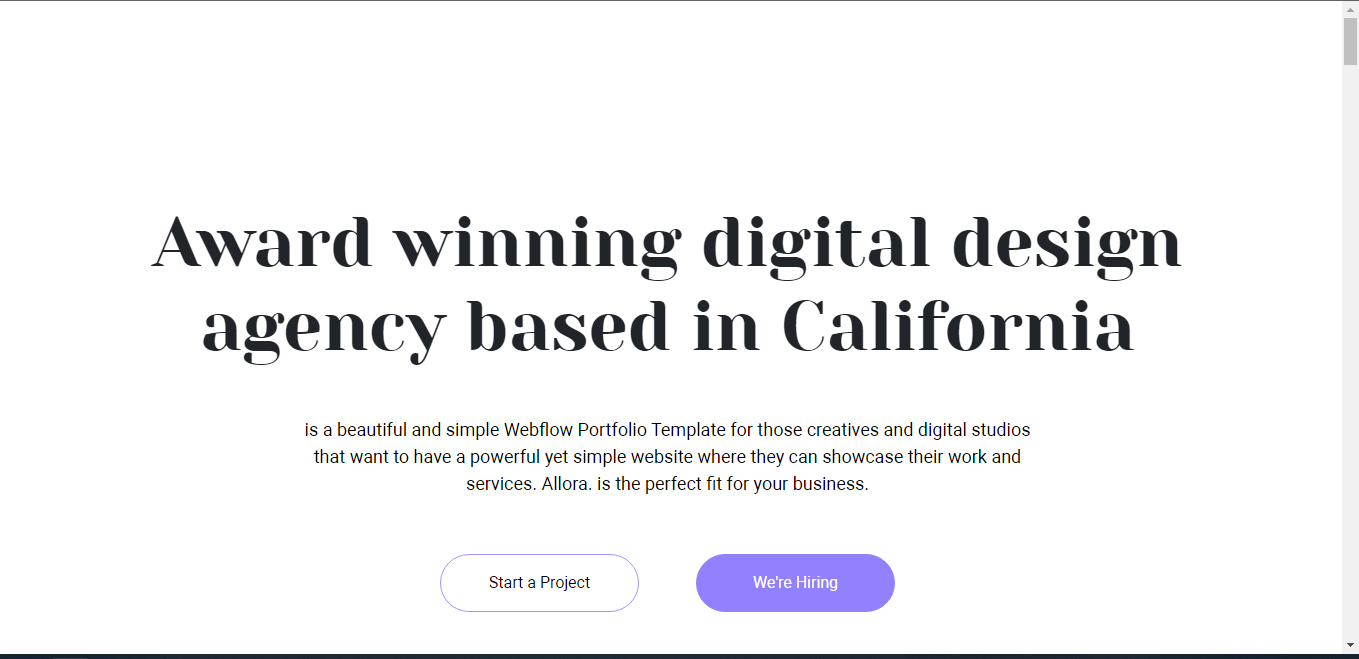 Award winning digital design
agency based in California
is a beautiful and simple Webflow Portfolio Template for those creatives and digital studios
that want to have a powerful yet simple website where they can showcase their work and
services. Allora. is the perfect fit for your business.
Start a Project
We're Hiring